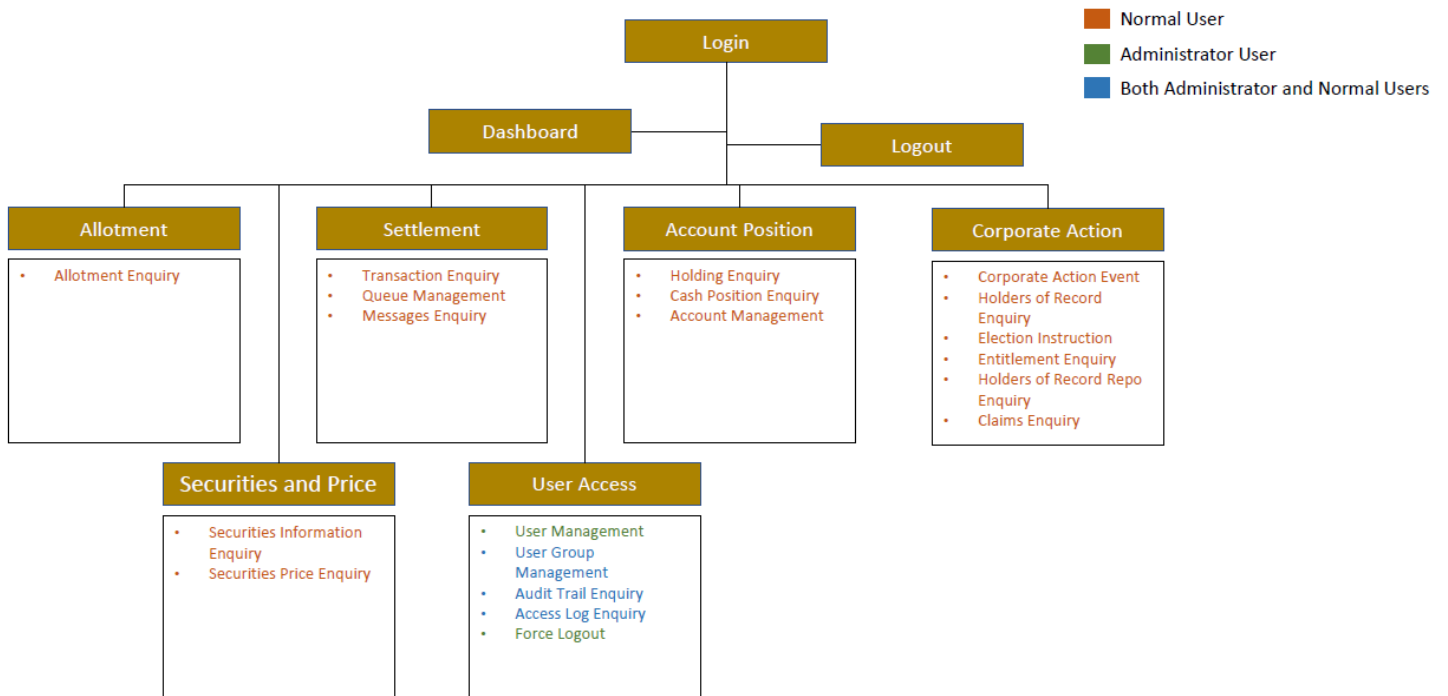 Normal User
Administrator User
Both Administrator and Normal Users
Login
Dashboard
Logout
Allotment
• Allotment Enquiry
Settlement
• Transaction Enquiry
• Queue Management
• Messages Enquiry
Account Position
• Holding Enquiry
• Cash Position Enquiry
• Account Management
Corporate Action
• Corporate Action Event
• Holders of Record
Enquiry
• Election Instruction
• Entitlement Enquiry
• Holders of Record Repo
Enquiry
• Claims Enquiry
Securities and Price
• Securities Information
Enquiry
• Securities Price Enquiry
User Access
• User Management
• User Group
Management
• Audit Trail Enquiry
• Access Log Enquiry
• Force Logout